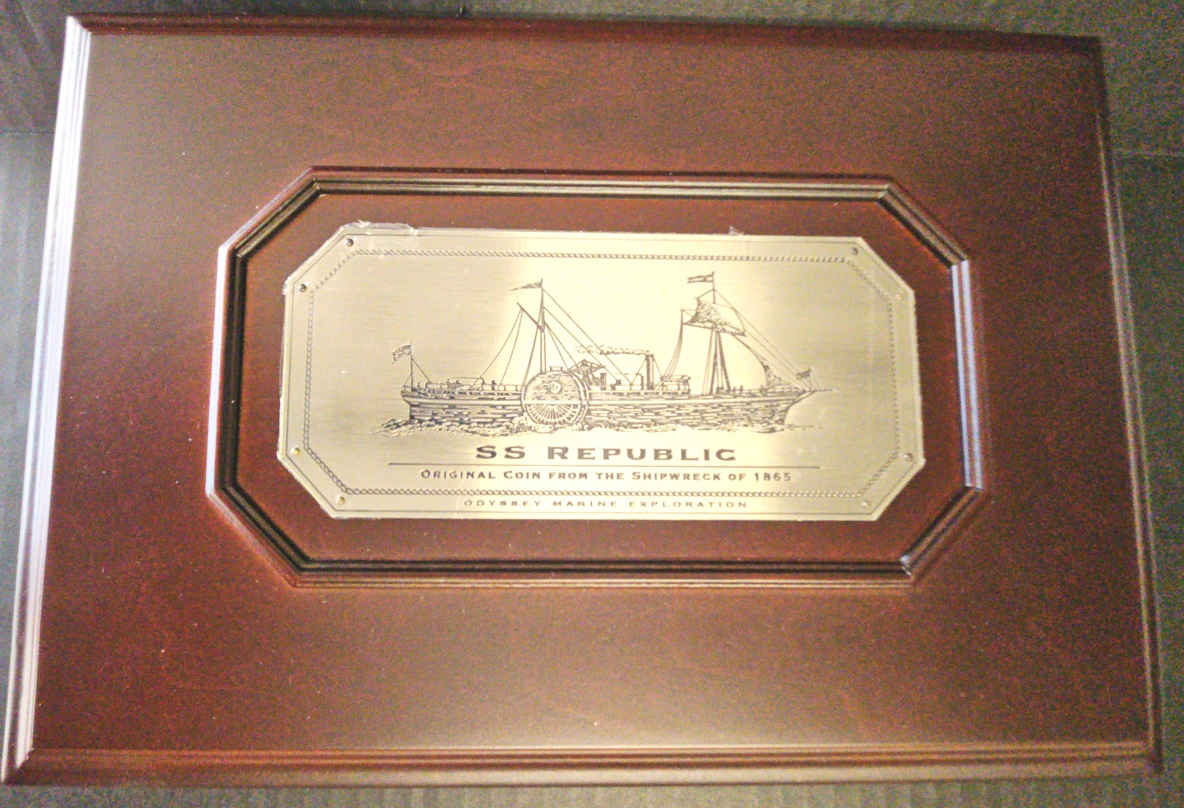 SS REPUBLIC
ORIGINAL COIN FROM THE SHIPWRECK OF 1865
ODYSSEY MARINE EXPLORATION